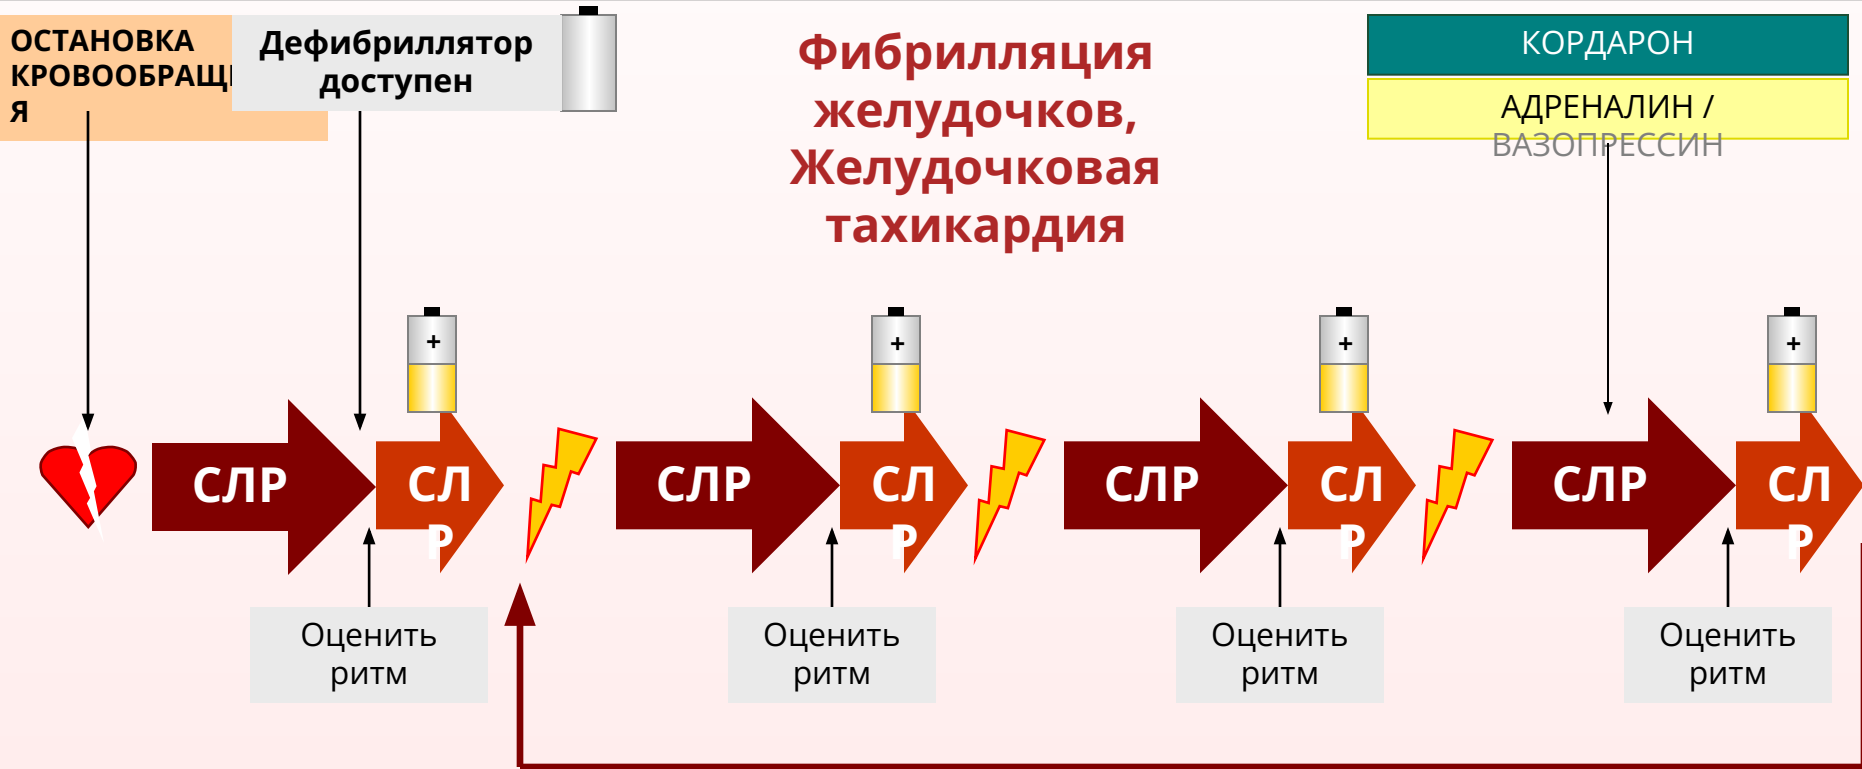 ОСТАНОВКА
КРОВООБРАЩ
Я
Дефибриллятор
доступен
Фибрилляция
желудочков,
Желудочковая
тахикардия
КОРДАРОН
АДРЕНАЛИН /
ВАЗОПРЕССИН
+
+
+
+
СЛР
СЛ
Р
СЛР
СЛ
Р
СЛР
СЛ
Р
СЛР
СЛ
Р
Оценить
ритм
Оценить
ритм
Оценить
ритм
Оценить
ритм